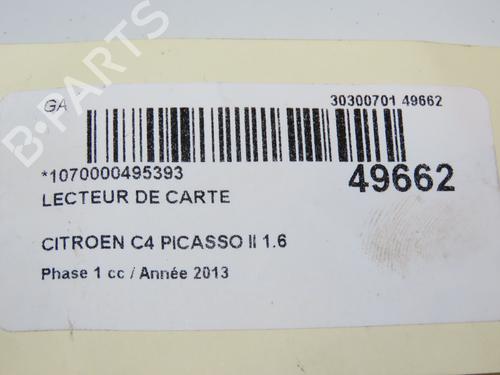 GA
30300701 49662
*1070000495393
49662
LECTEUR DE CARTE
CITROEN C4 PICASSO II 1.6
Phase 1 cc / Année 2013
B-PARTS